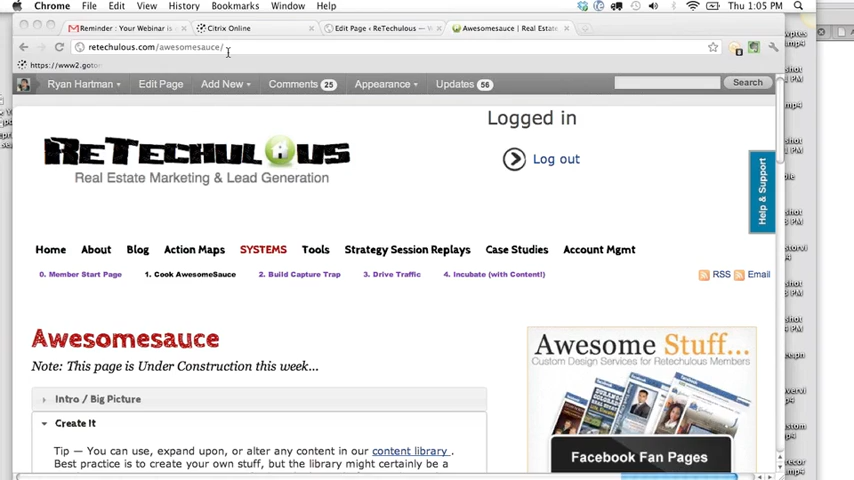 Chrome File Edit View History Bookmarks Window Help Thu 1:05 PM
Reminder : Your Webinar is Citrix Online Edit Page ‹ ReTechulous — Awesomesauce | Real Estate
retechulous.com/awesomesauce/
https://www2.goto
Ryan Hartman Edit Page Add New Comments 25 Appearance Updates 56 Search
Logged in
ReTechulous
Real Estate Marketing & Lead Generation
Log out
Help & Support
Home About Blog Action Maps SYSTEMS Tools Strategy Session Replays Case Studies Account Mgmt
0. Member Start Page 1. Cook AwesomeSauce 2. Build Capture Trap 3. Drive Traffic 4. Incubate (with Content!) RSS Email
Awesomesauce
Note: This page is Under Construction this week...
Awesome Stuff...
Custom Design Services for Retechulous Members
Intro / Big Picture
Create It
Tip — You can use, expand upon, or alter any content in our content library .
Best practice is to create your own stuff, but the library might certainly be a
Facebook Fan Pages